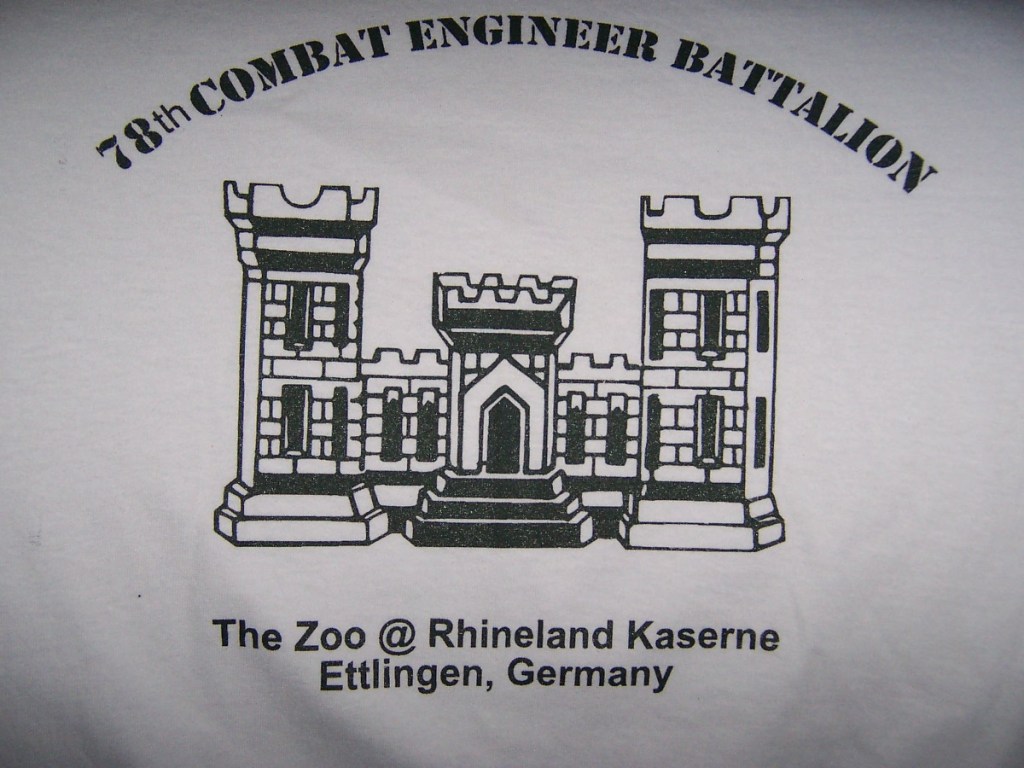 78th COMBAT ENGINEER BATTALION
The Zoo @ Rhineland Kaserne
Ettlingen, Germany